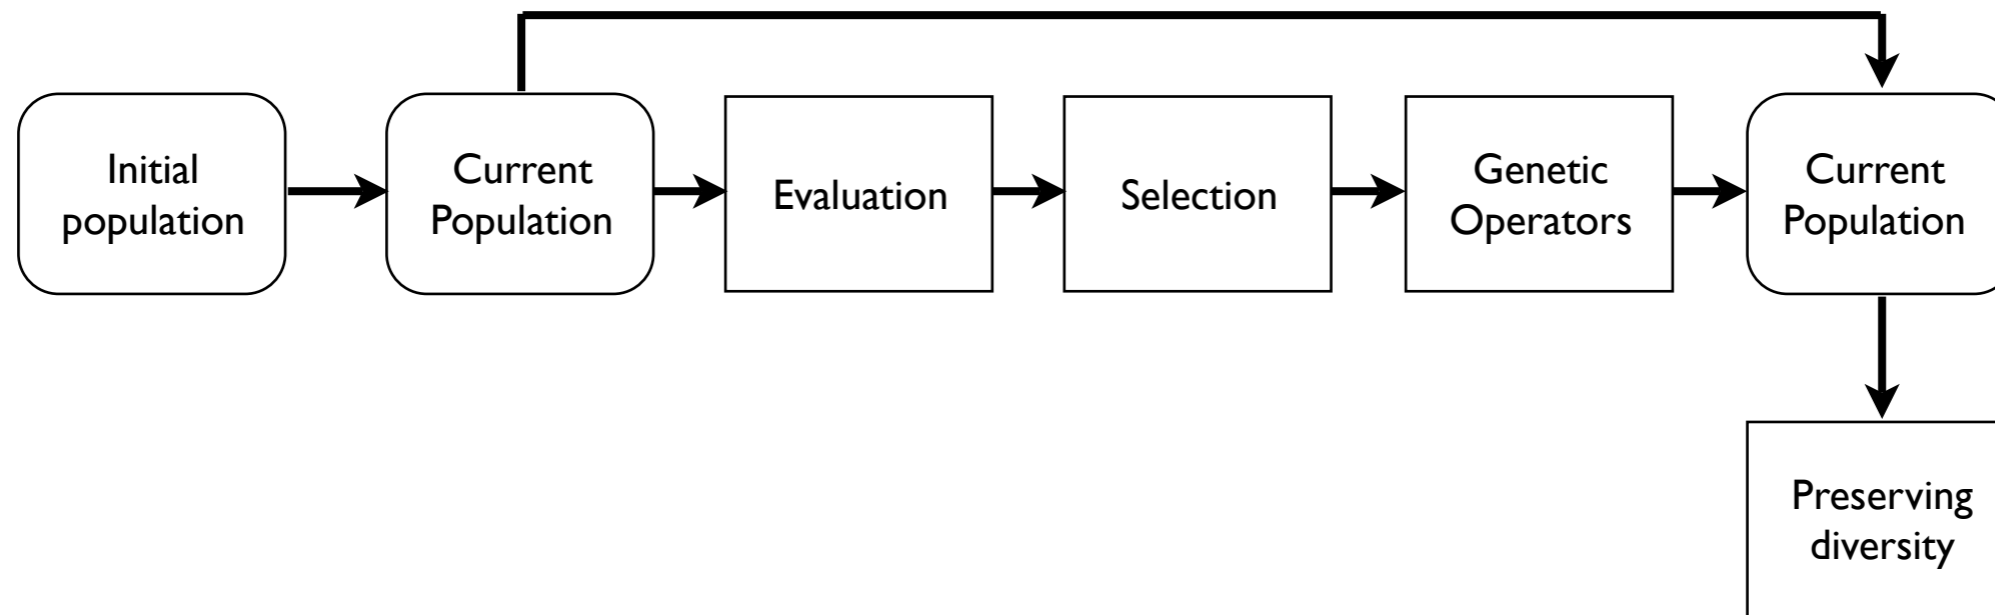 Initial
population
Current
Population
Evaluation
Selection
Genetic
Operators
Current
Population
Preserving
diversity